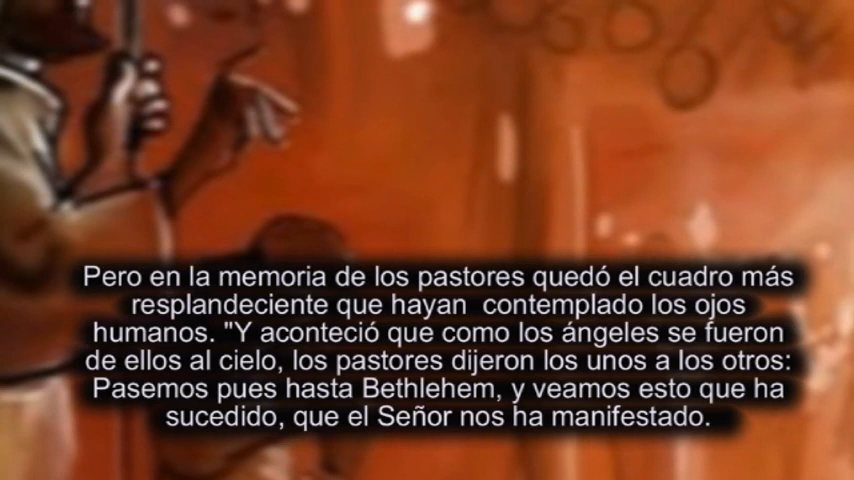 Pero en la memoria de los pastores quedó el cuadro más
resplandeciente que hayan  contemplado los ojos
humanos. "Y aconteció que como los ángeles se fueron
de ellos al cielo, los pastores dijeron los unos a los otros:
Pasemos pues hasta Bethlehem, y veamos esto que ha
sucedido, que el Señor nos ha manifestado.